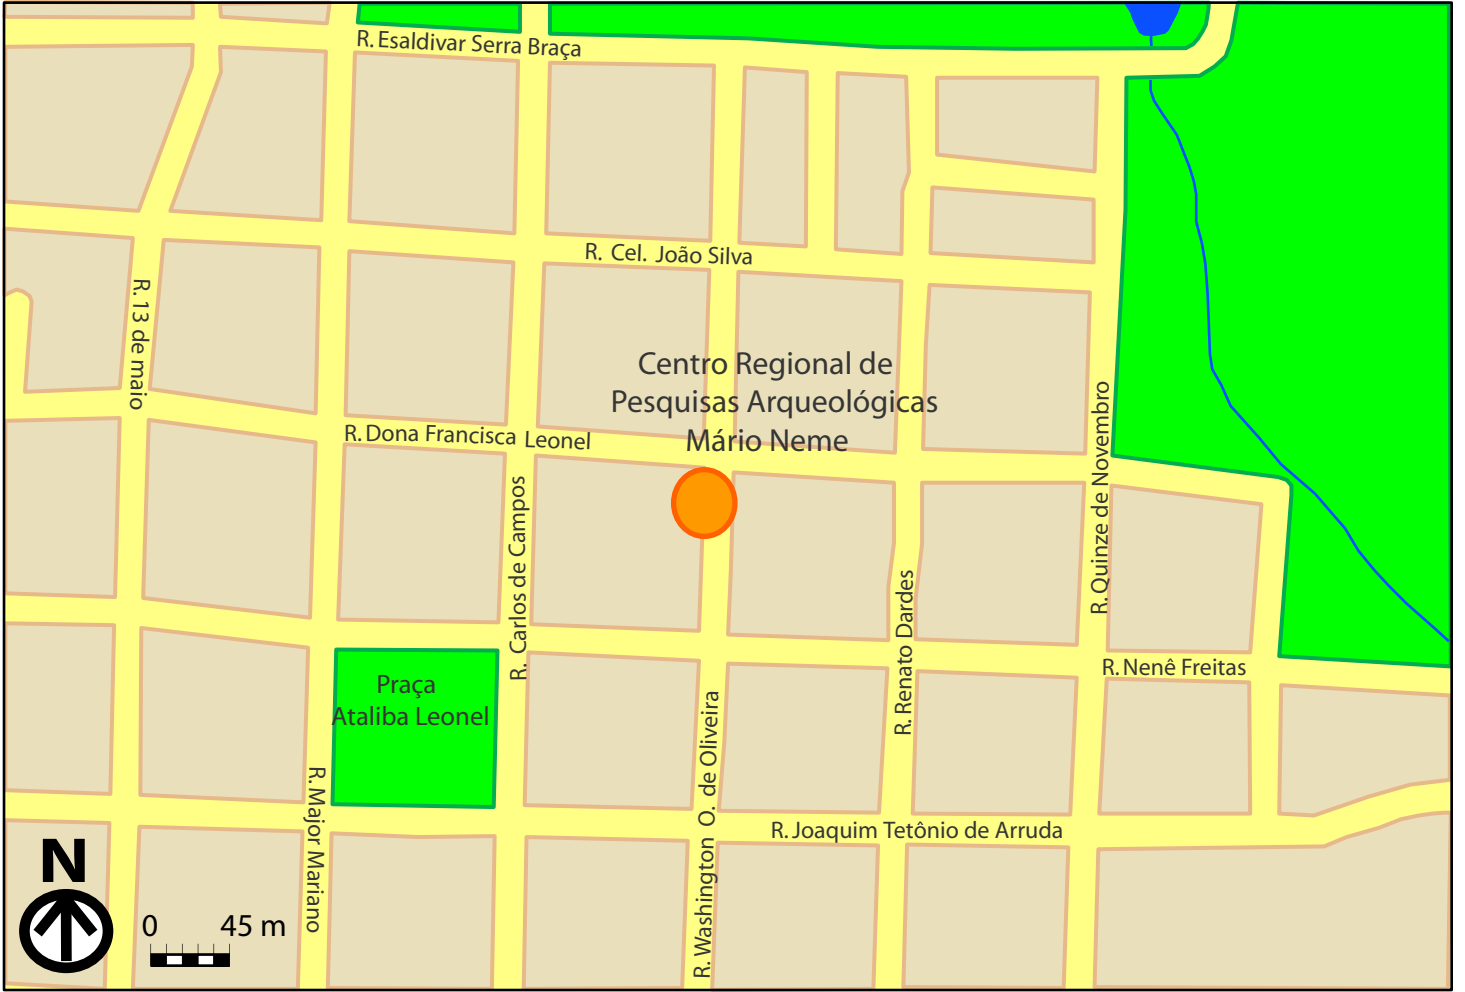 R. Esaldivar Serra Braça
R. Cel. João Silva
R. 13 de maio
Centro Regional de
Pesquisas Arqueológicas
Mário Neme
R. Dona Francisca Leonel
R. Quinze de Novembro
R. Carlos de Campos
R. Renato Dardes
R. Nenê Freitas
Praça
Ataliba Leonel
R. Washington O. de Oliveira
R. Major Mariano
R. Joaquim Tetônio de Arruda
N
0 45 m